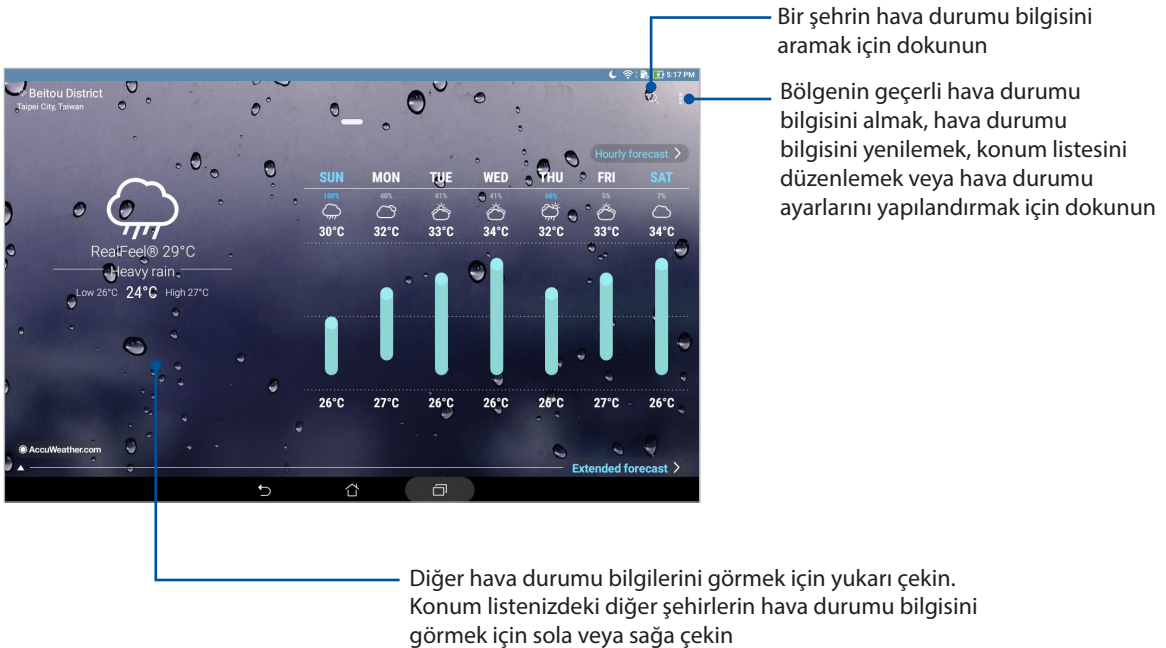 Bir şehrin hava durumu bilgisini
aramak için dokunun
5:17 PM
Beitou District
Taipei City, Taiwan
Bölgenin geçerli hava durumu
bilgisini almak, hava durumu
bilgisini yenilemek, konum listesini
düzenlemek veya hava durumu
ayarlarını yapılandırmak için dokunun
Hourly forecast
SUN MON TUE WED THU FRI SAT
100% 40% 41% 41% 66% 5% 7%
30°C 32°C 33°C 34°C 32°C 33°C 34°C
RealFeel® 29°C
Heavy rain
Low 26°C 24°C High 27°C
26°C 27°C 26°C 26°C 26°C 27°C 26°C
AccuWeather.com
Extended forecast
Diğer hava durumu bilgilerini görmek için yukarı çekin.
Konum listenizdeki diğer şehirlerin hava durumu bilgisini
görmek için sola veya sağa çekin